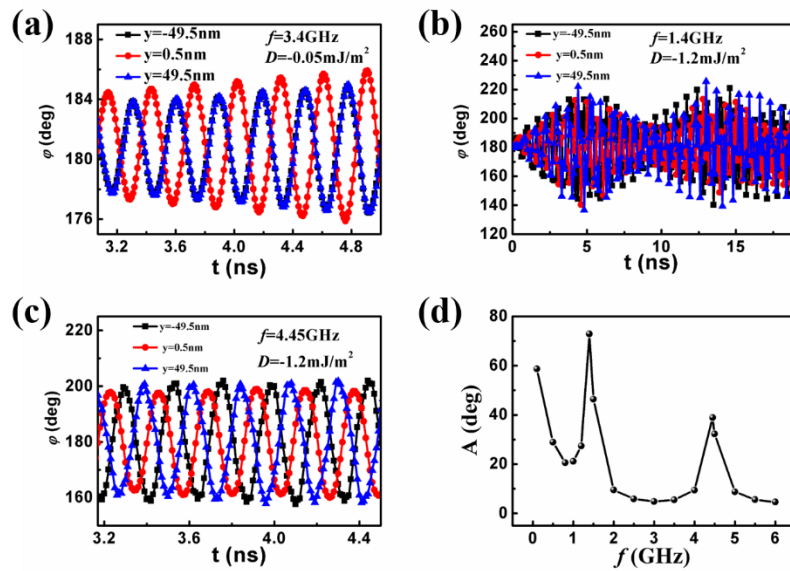 (a)
y=-49.5nm
y=0.5nm
y=49.5nm
f=3.4GHz
D=-0.05mJ/m²
188
184
180
176
φ (deg)
3.2 3.6 4.0 4.4 4.8
t (ns)
(b)
y=-49.5nm
y=0.5nm
y=49.5nm
f=1.4GHz
D=-1.2mJ/m²
260
240
220
200
180
160
140
120
φ (deg)
0 5 10 15
t (ns)
(c)
y=-49.5nm
y=0.5nm
y=49.5nm
f=4.45GHz
D=-1.2mJ/m²
220
200
180
160
φ (deg)
3.2 3.6 4.0 4.4
t (ns)
(d)
80
60
40
20
0
A (deg)
0 1 2 3 4 5 6
f (GHz)